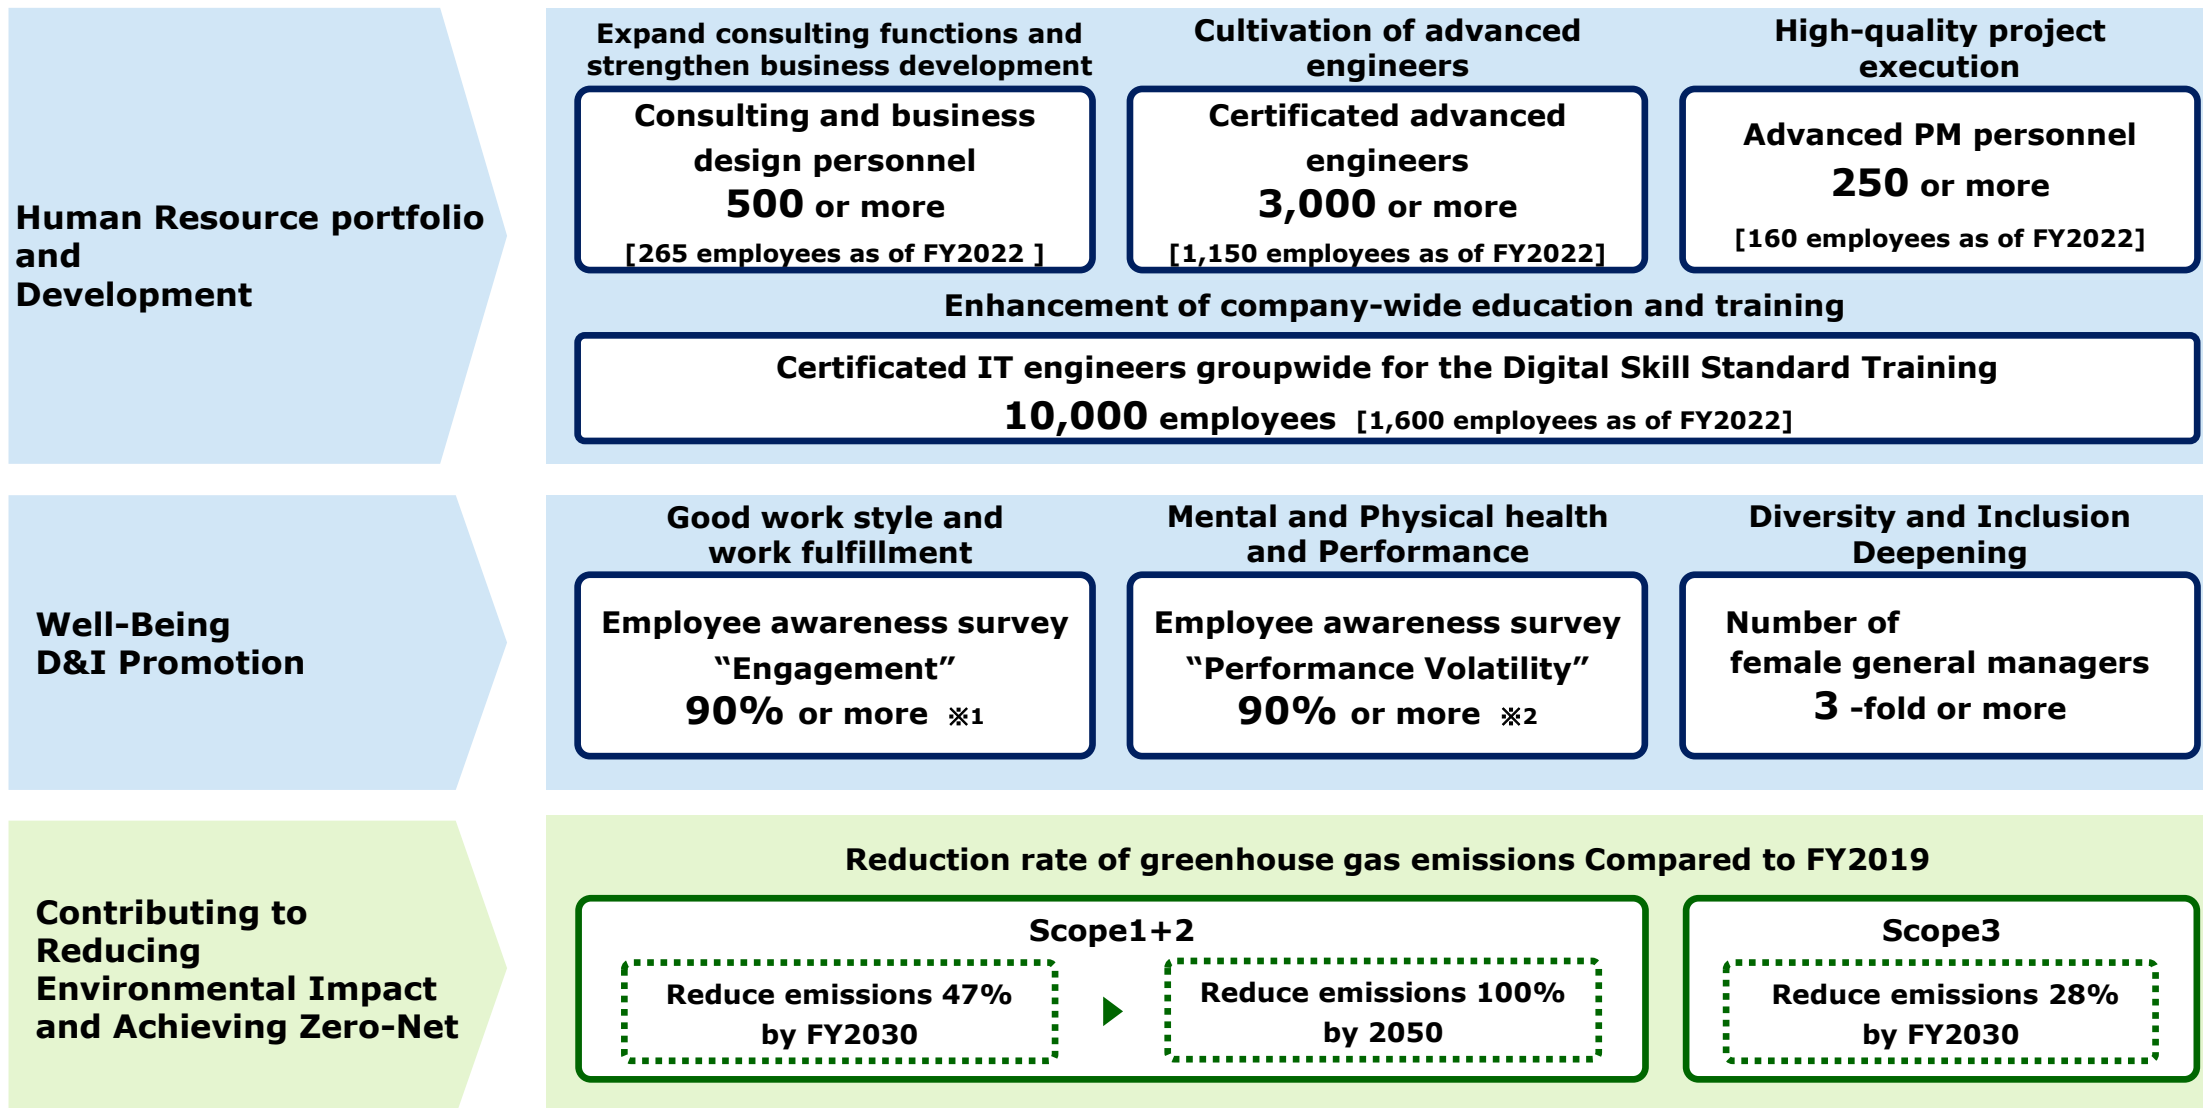 Human Resource portfolio
and
Development
Expand consulting functions and
strengthen business development
Consulting and business
design personnel
500 or more
[265 employees as of FY2022 ]
Cultivation of advanced
engineers
Certificated advanced
engineers
3,000 or more
[1,150 employees as of FY2022]
High-quality project
execution
Advanced PM personnel
250 or more
[160 employees as of FY2022]
Enhancement of company-wide education and training
Certificated IT engineers groupwide for the Digital Skill Standard Training
10,000 employees [1,600 employees as of FY2022]
Well-Being
D&I Promotion
Good work style and
work fulfillment
Employee awareness survey
“Engagement”
90% or more ※1
Mental and Physical health
and Performance
Employee awareness survey
“Performance Volatility”
90% or more ※2
Diversity and Inclusion
Deepening
Number of
female general managers
3 -fold or more
Contributing to
Reducing
Environmental Impact
and Achieving Zero-Net
Reduction rate of greenhouse gas emissions Compared to FY2019
Scope1+2
Reduce emissions 47%
by FY2030
Reduce emissions 100%
by 2050
Scope3
Reduce emissions 28%
by FY2030